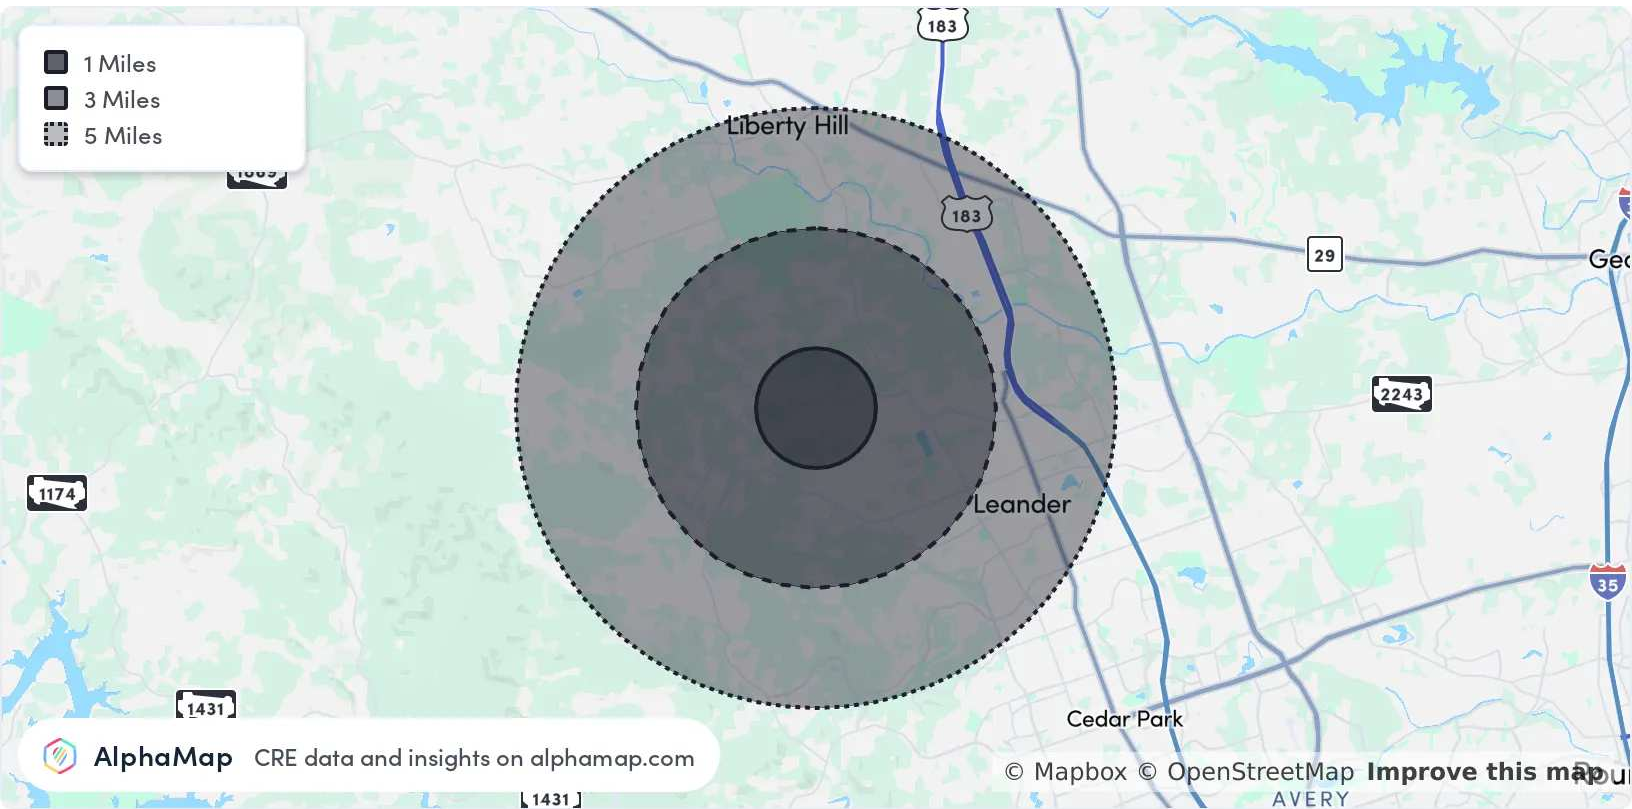 183
1 Miles
3 Miles
5 Miles
Liberty Hill
1869
183
29
2243
1174
Leander
35
1431
Cedar Park
AlphaMap CRE data and insights on alphamap.com
© Mapbox © OpenStreetMap Improve this map
1431
AVERY